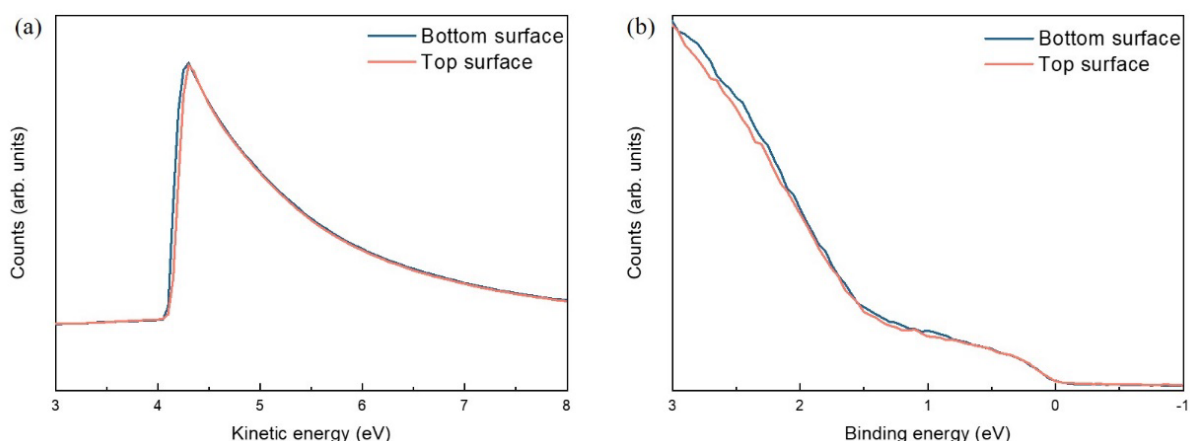 (a)
Bottom surface
Top surface
Counts (arb. units)
3 4 5 6 7 8
Kinetic energy (eV)
(b)
Bottom surface
Top surface
Counts (arb. units)
3 2 1 0 -1
Binding energy (eV)